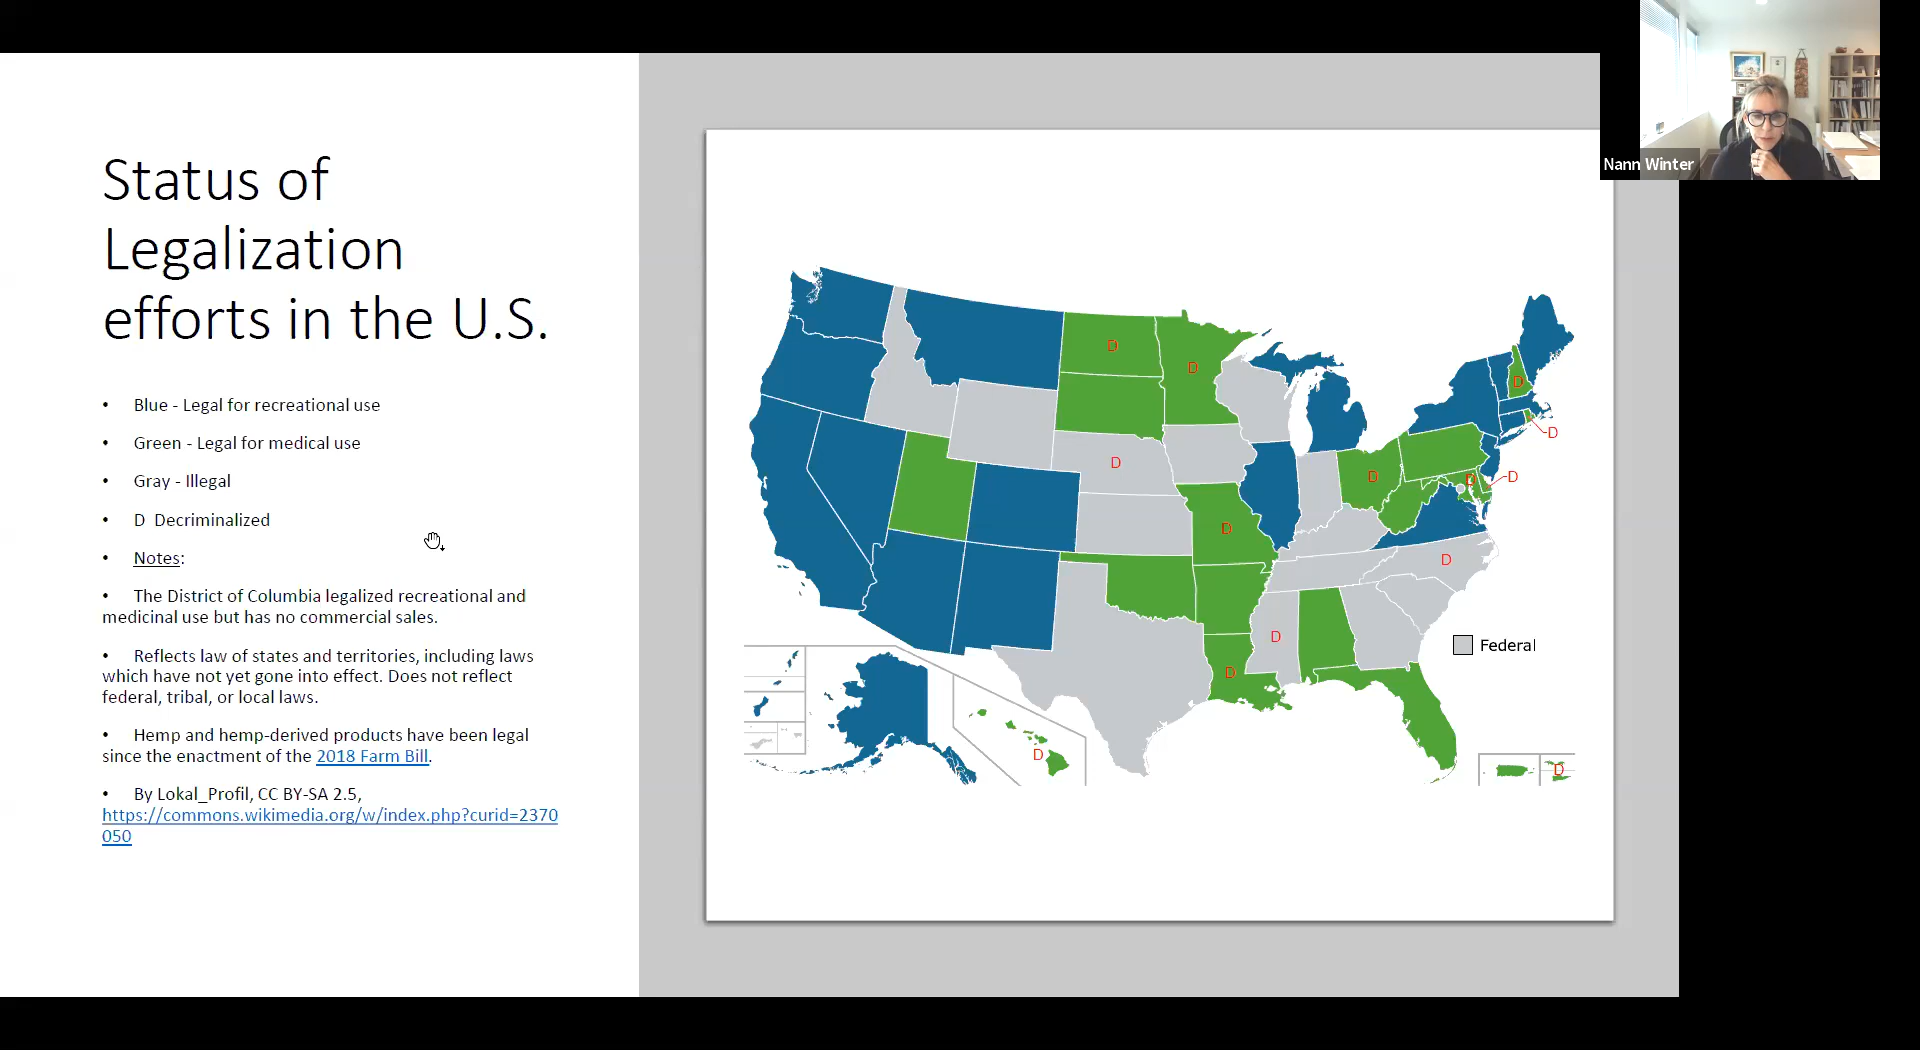 Status of
Legalization
efforts in the U.S.
• Blue - Legal for recreational use
• Green - Legal for medical use
• Gray - Illegal
• D Decriminalized
• Notes:
• The District of Columbia legalized recreational and
medicinal use but has no commercial sales.
• Reflects law of states and territories, including laws
which have not yet gone into effect. Does not reflect
federal, tribal, or local laws.
• Hemp and hemp-derived products have been legal
since the enactment of the 2018 Farm Bill.
• By Lokal_Profil, CC BY-SA 2.5,
https://commons.wikimedia.org/w/index.php?curid=2370
050
D
D
D
D
D
D
D
D
D
D
D
D
D
D
Federal
Nann Winter